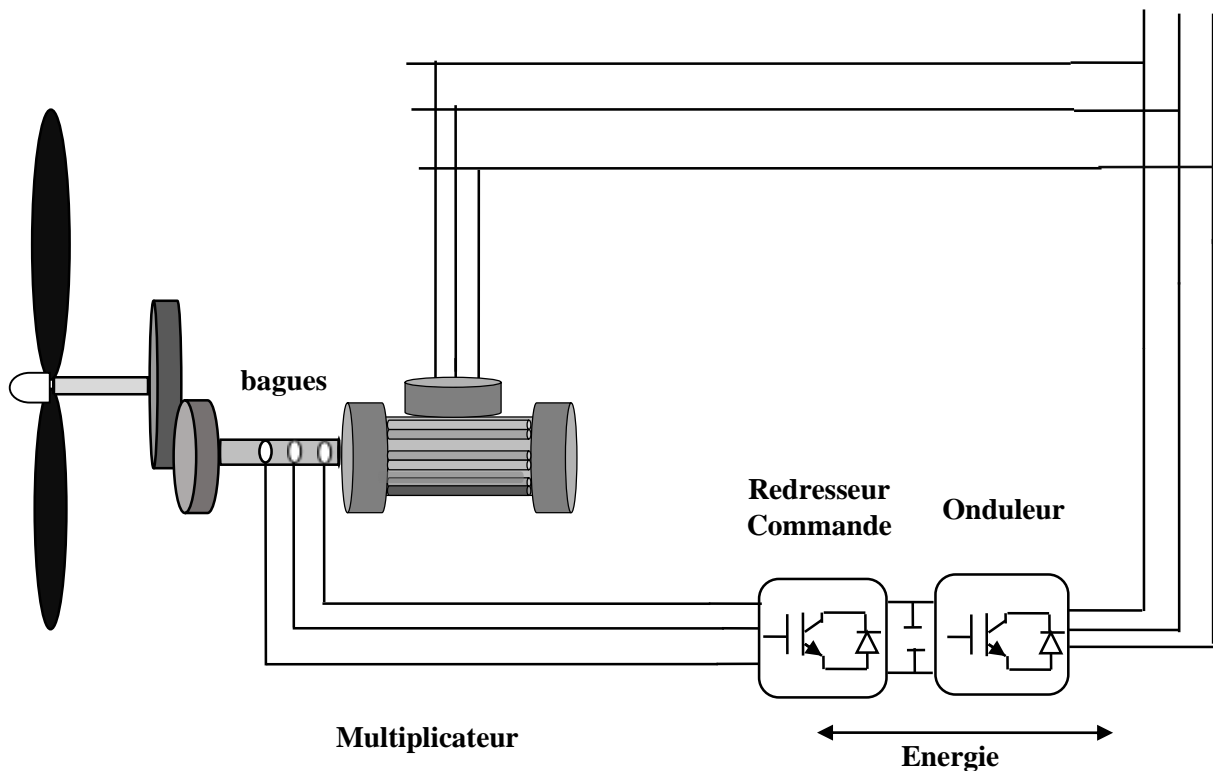 bagues
Redresseur
Commande
Onduleur
Multiplicateur
Energie